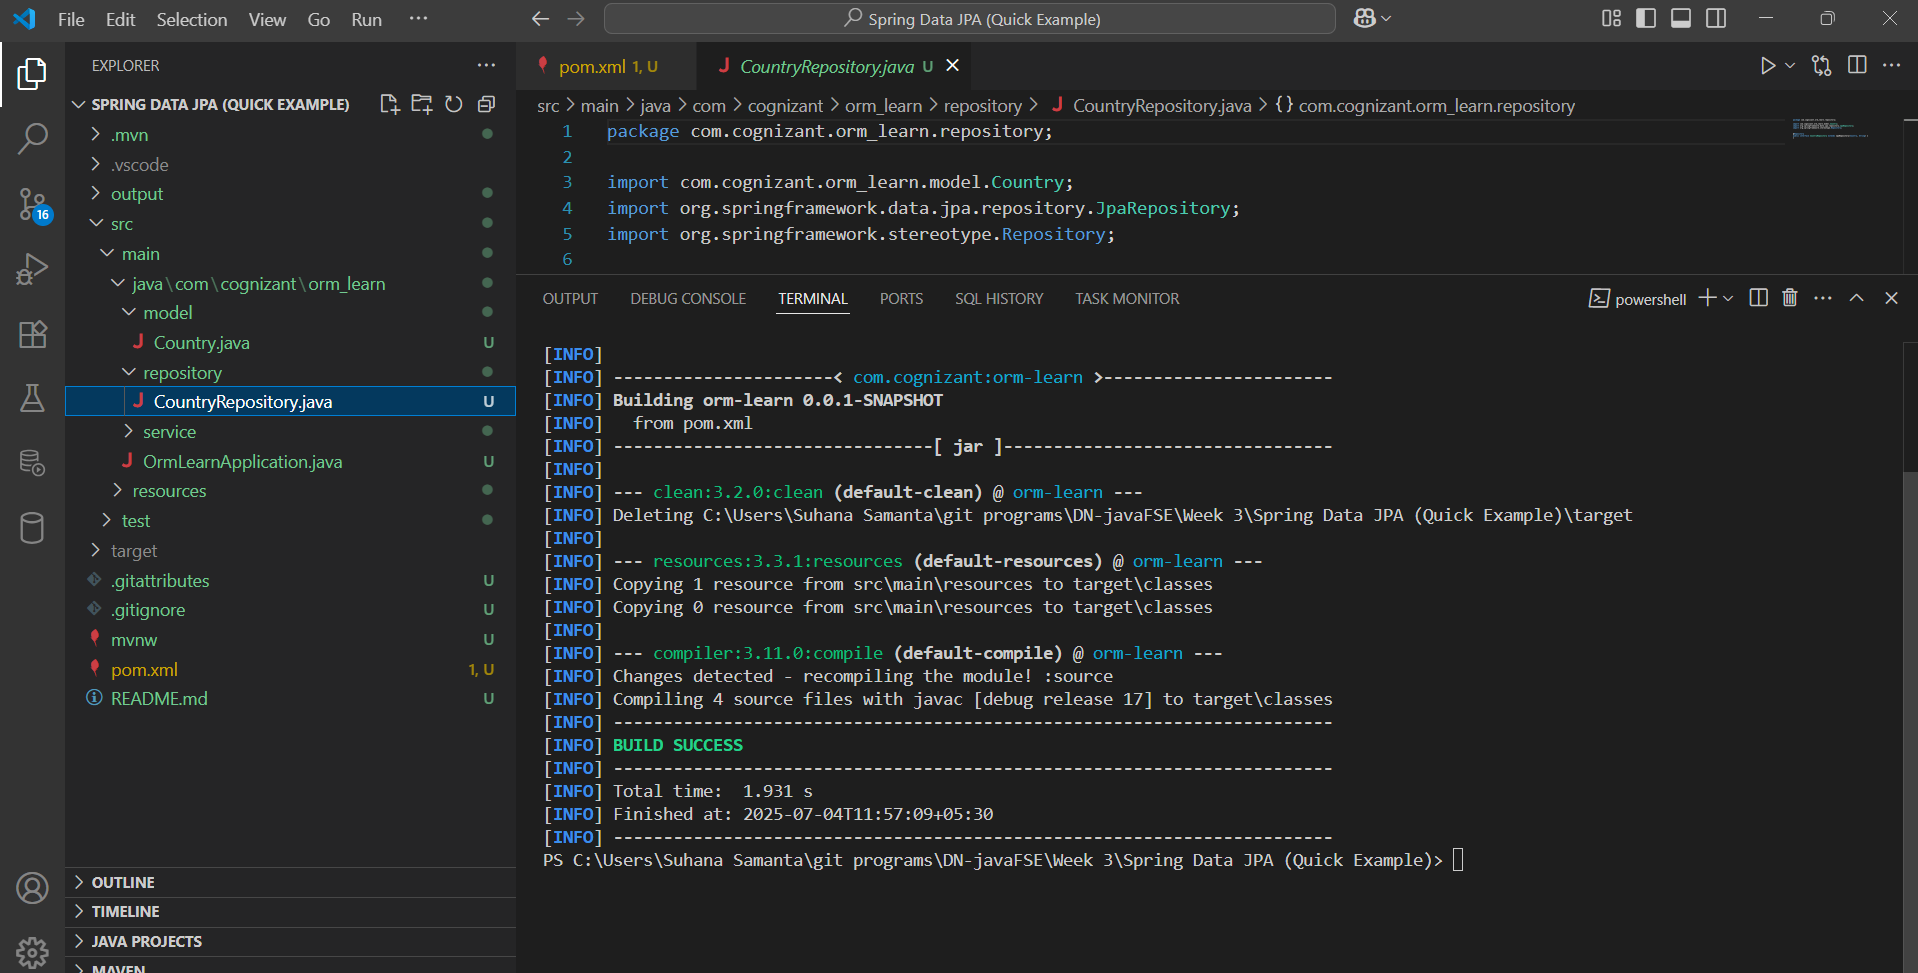 File Edit Selection View Go Run ···
Spring Data JPA (Quick Example)
EXPLORER
SPRING DATA JPA (QUICK EXAMPLE)
.mvn
.vscode
output
src
main
java\com\cognizant\orm_learn
model
Country.java U
repository
CountryRepository.java U
service
OrmLearnApplication.java U
resources
test
target
.gitattributes U
.gitignore U
mvnw U
pom.xml 1, U
README.md U
OUTLINE
TIMELINE
JAVA PROJECTS
MAVEN
16
pom.xml 1, U
CountryRepository.java U
src > main > java > com > cognizant > orm_learn > repository > CountryRepository.java > {} com.cognizant.orm_learn.repository
1 package com.cognizant.orm_learn.repository;
2
3 import com.cognizant.orm_learn.model.Country;
4 import org.springframework.data.jpa.repository.JpaRepository;
5 import org.springframework.stereotype.Repository;
6
OUTPUT DEBUG CONSOLE TERMINAL PORTS SQL HISTORY TASK MONITOR
powershell
[INFO]
[INFO] ----------------------< com.cognizant:orm-learn >-----------------------
[INFO] Building orm-learn 0.0.1-SNAPSHOT
[INFO]   from pom.xml
[INFO] --------------------------------[ jar ]---------------------------------
[INFO]
[INFO] --- clean:3.2.0:clean (default-clean) @ orm-learn ---
[INFO] Deleting C:\Users\Suhana Samanta\git programs\DN-javaFSE\Week 3\Spring Data JPA (Quick Example)\target
[INFO]
[INFO] --- resources:3.3.1:resources (default-resources) @ orm-learn ---
[INFO] Copying 1 resource from src\main\resources to target\classes
[INFO] Copying 0 resource from src\main\resources to target\classes
[INFO]
[INFO] --- compiler:3.11.0:compile (default-compile) @ orm-learn ---
[INFO] Changes detected - recompiling the module! :source
[INFO] Compiling 4 source files with javac [debug release 17] to target\classes
[INFO] ------------------------------------------------------------------------
[INFO] BUILD SUCCESS
[INFO] ------------------------------------------------------------------------
[INFO] Total time:  1.931 s
[INFO] Finished at: 2025-07-04T11:57:09+05:30
[INFO] ------------------------------------------------------------------------
PS C:\Users\Suhana Samanta\git programs\DN-javaFSE\Week 3\Spring Data JPA (Quick Example)>